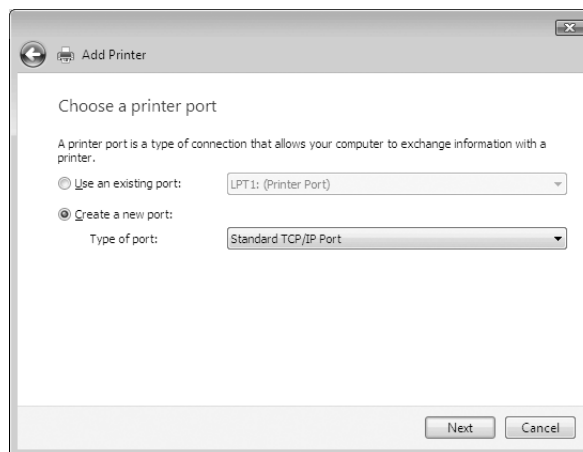 Add Printer
Choose a printer port
A printer port is a type of connection that allows your computer to exchange information with a
printer.
Use an existing port: LPT1: (Printer Port)
Create a new port:
Type of port: Standard TCP/IP Port
Next Cancel